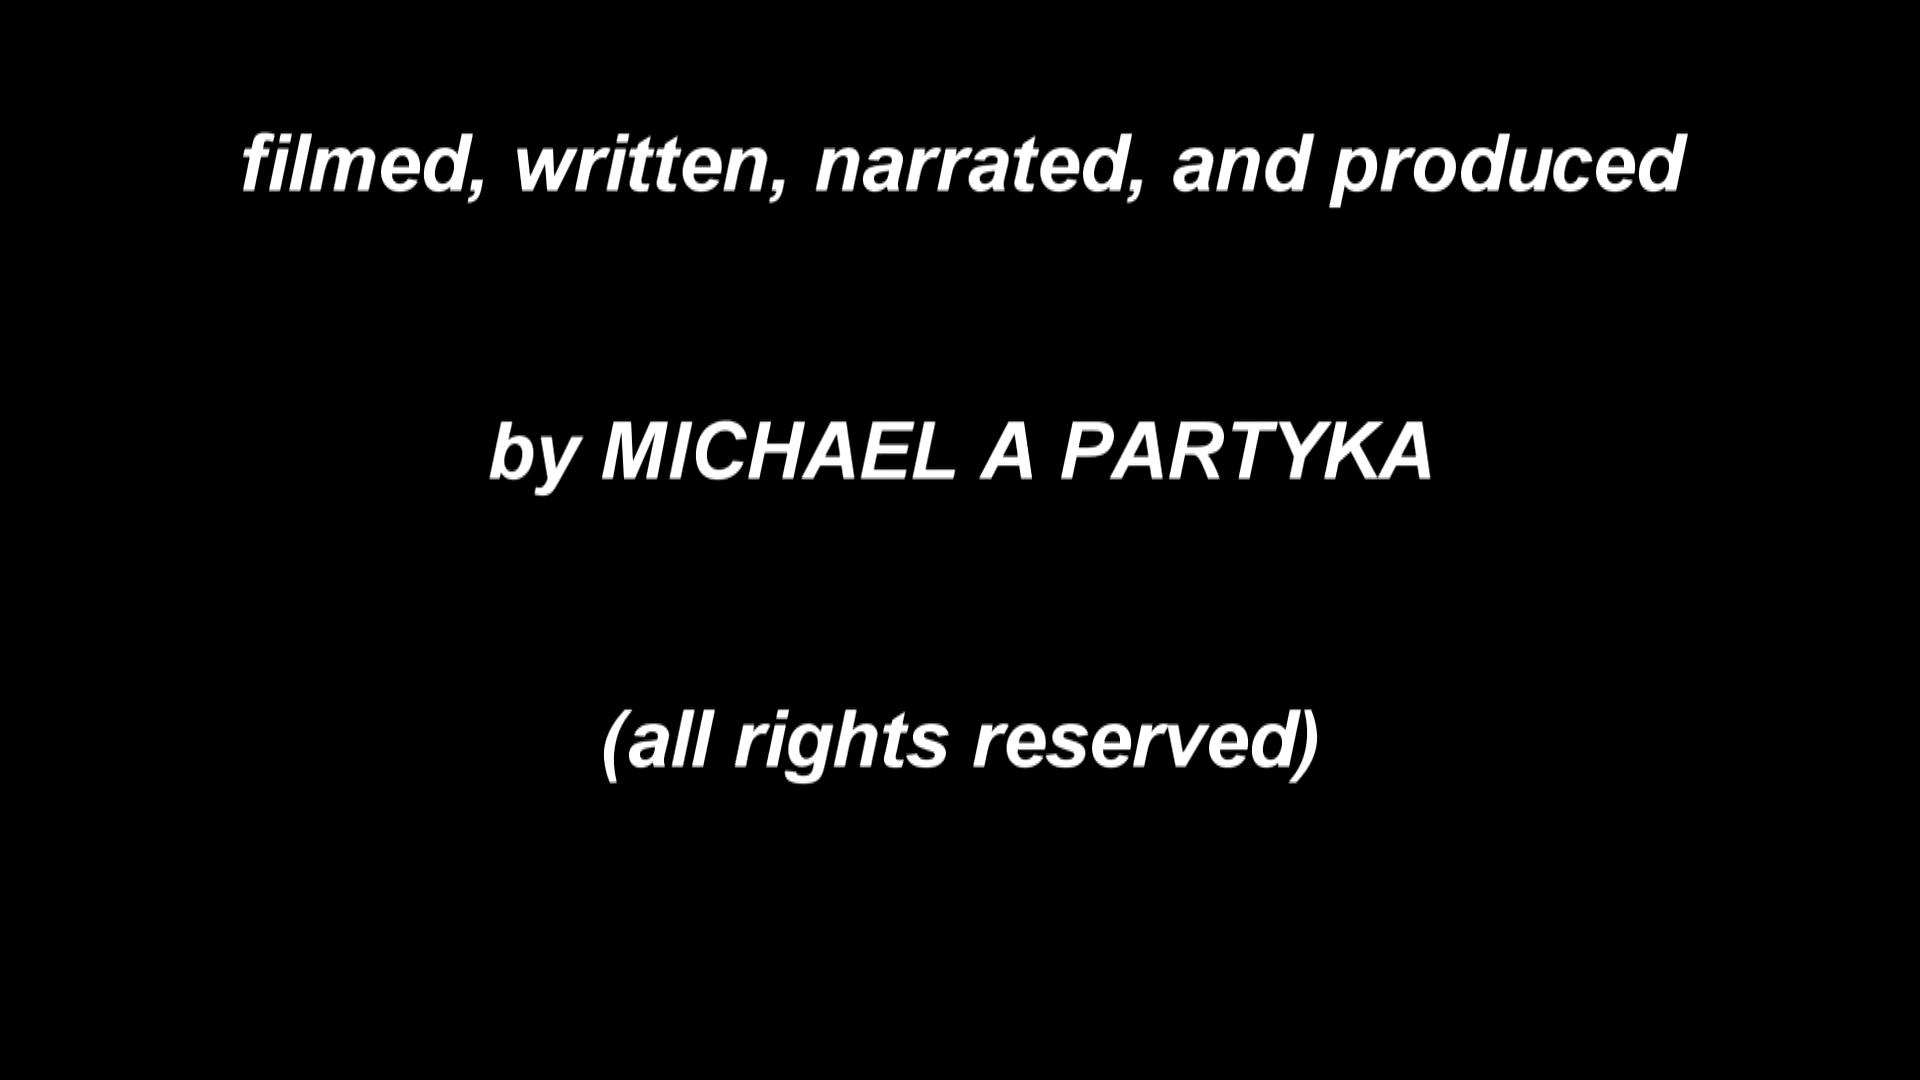 filmed, written, narrated, and produced
by MICHAEL A PARTYKA
(all rights reserved)